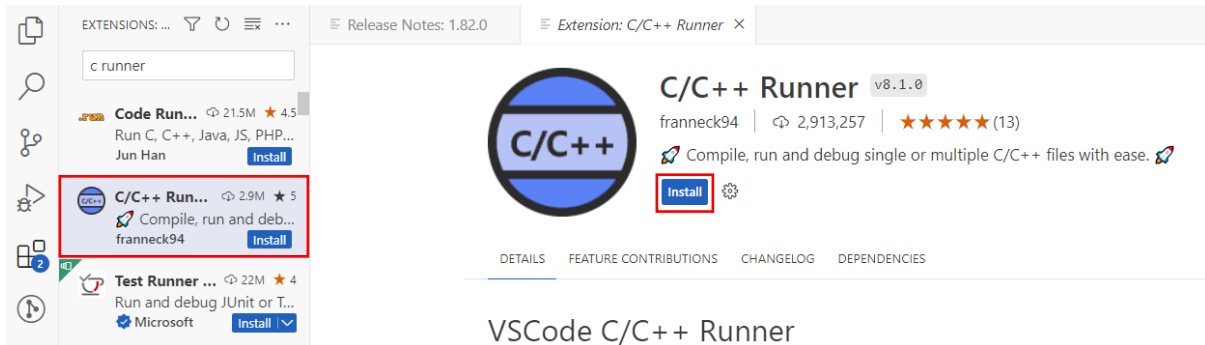 EXTENSIONS: ...
c runner
.run
Code Run... 21.5M ★ 4.5
Run C, C++, Java, JS, PHP...
Jun Han Install
C/C++
C/C++ Run... 2.9M ★ 5
🚀 Compile, run and deb...
franneck94 Install
Test Runner ... 22M ★ 4
Run and debug JUnit or T...
Microsoft Install
2
Release Notes: 1.82.0
Extension: C/C++ Runner ×
C/C++
C/C++ Runner v8.1.0
franneck94 2,913,257 ★★★★★(13)
🚀 Compile, run and debug single or multiple C/C++ files with ease. 🚀
Install
DETAILS FEATURE CONTRIBUTIONS CHANGELOG DEPENDENCIES
VSCode C/C++ Runner